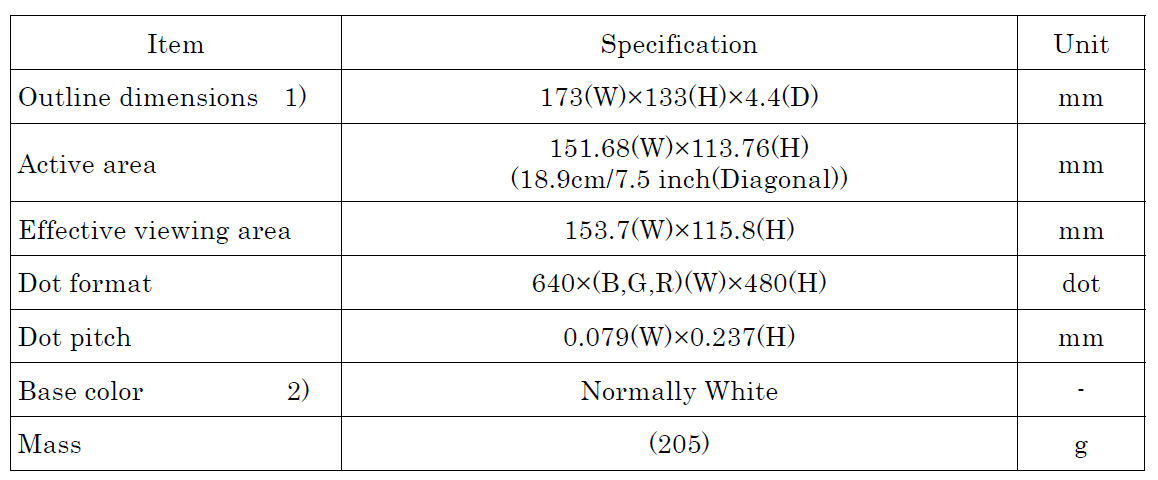 Item Specification Unit
Outline dimensions 1) 173(W)×133(H)×4.4(D) mm
Active area 151.68(W)×113.76(H) mm
(18.9cm/7.5 inch(Diagonal))
Effective viewing area 153.7(W)×115.8(H) mm
Dot format 640×(B,G,R)(W)×480(H) dot
Dot pitch 0.079(W)×0.237(H) mm
Base color 2) Normally White -
Mass (205) g